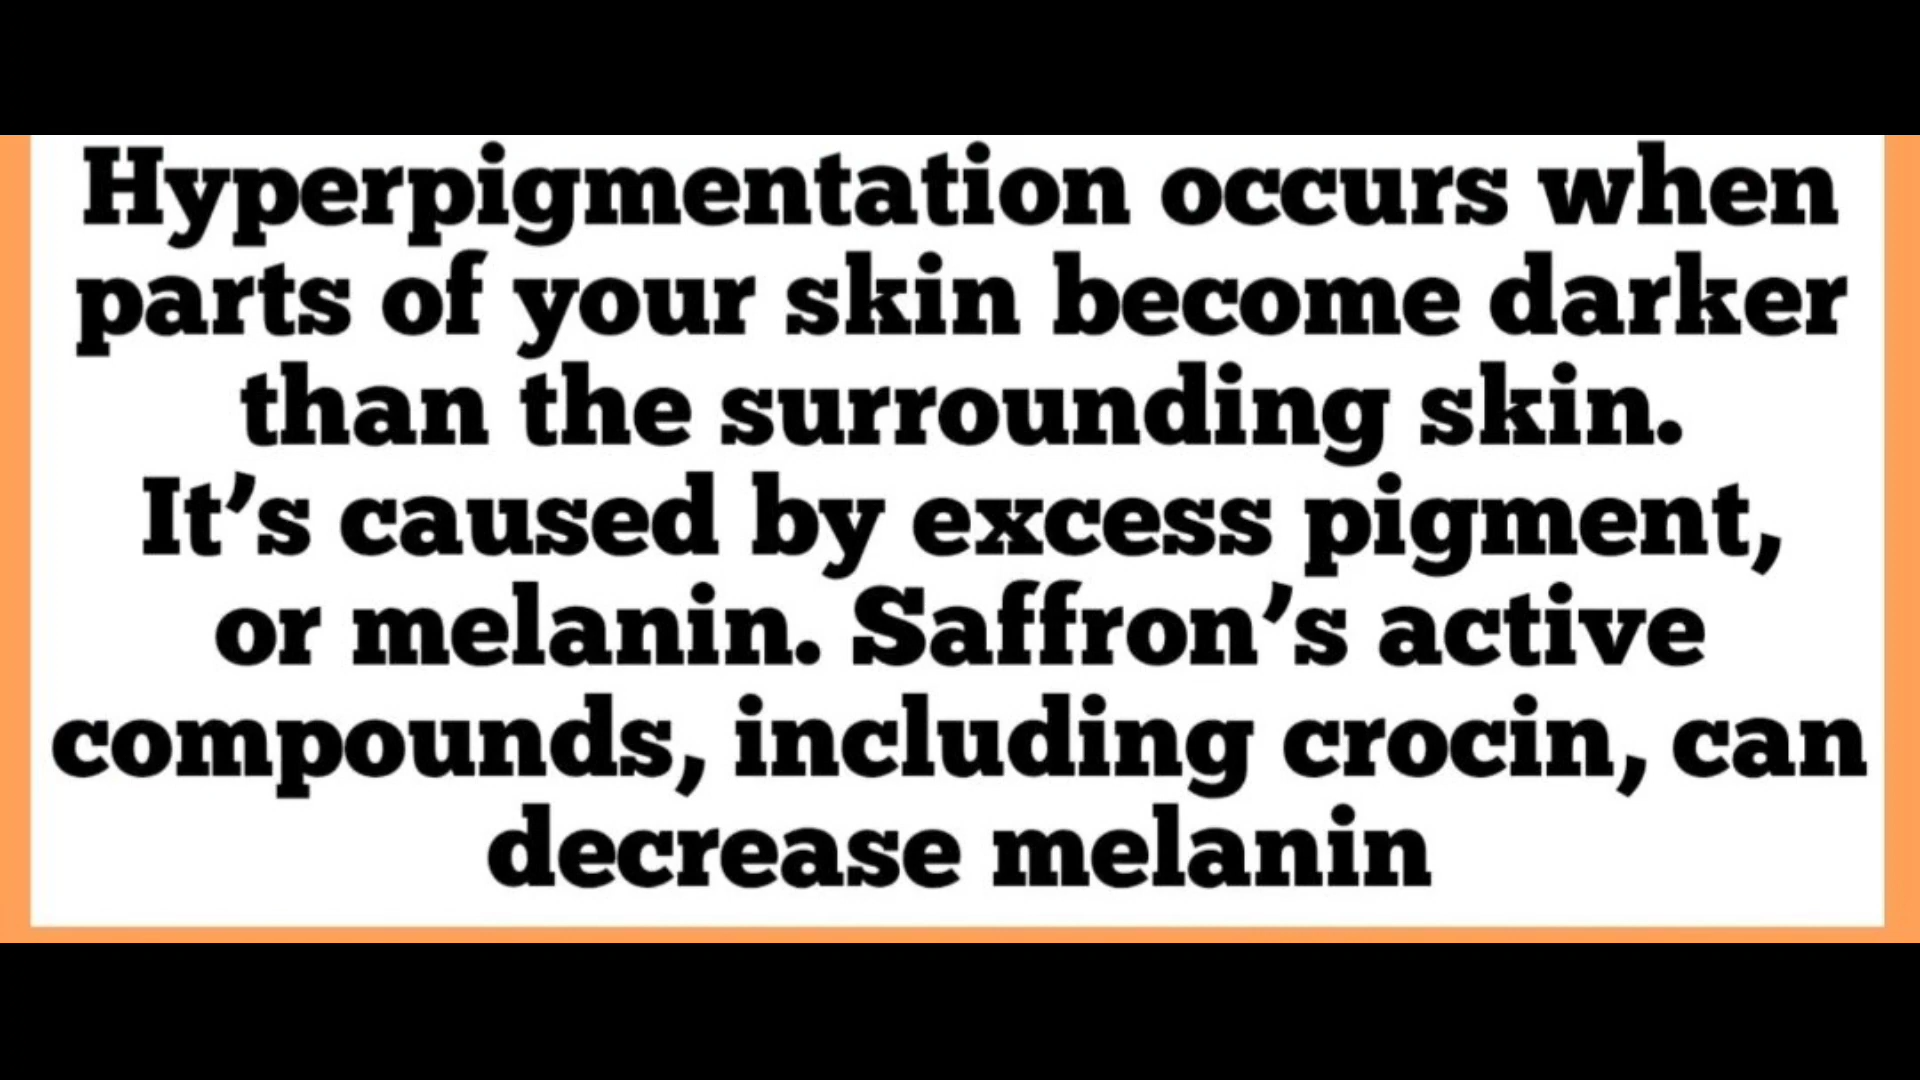 Hyperpigmentation occurs when
parts of your skin become darker
than the surrounding skin.
It’s caused by excess pigment,
or melanin. Saffron’s active
compounds, including crocin, can
decrease melanin